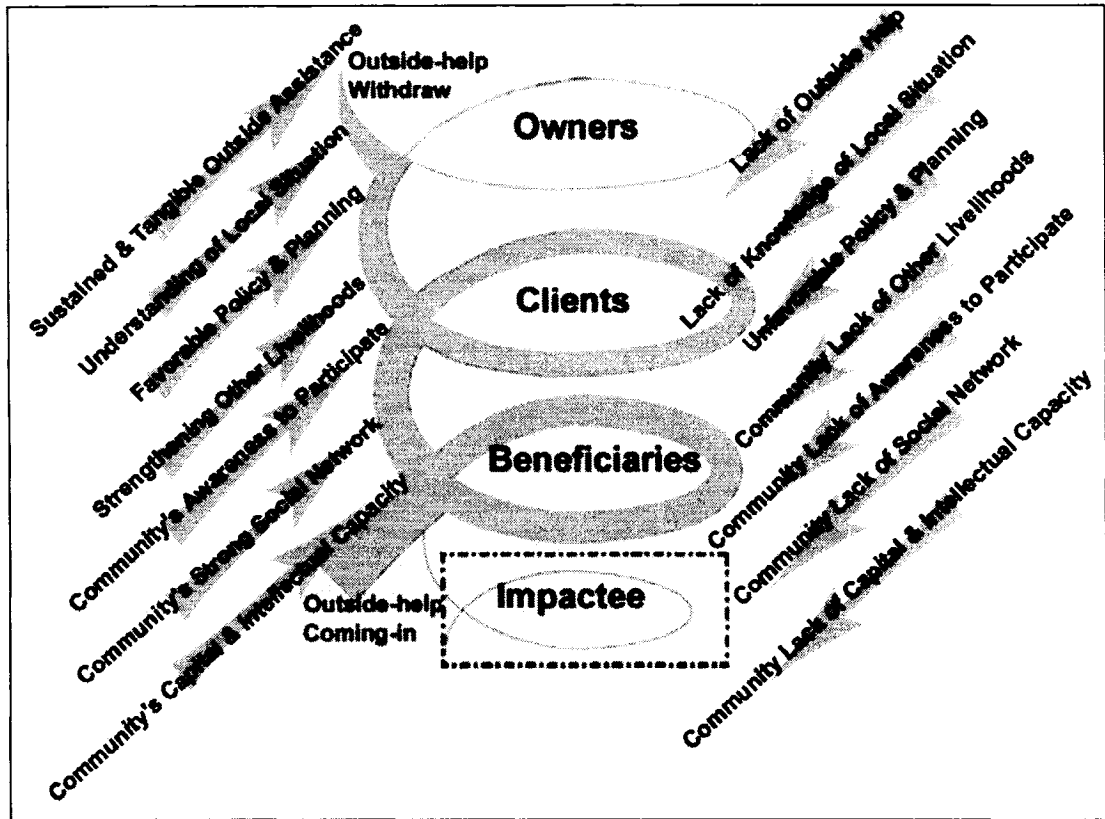 Sustained & Tangible Outside Assistance
Understanding of Local Situation
Favorable Policy & Planning
Strengthening Other Livelihoods
Community's Awareness to Participate
Community's Strong Social Network
Community's Capital & Intellectual Capacity
Outside-help
Withdraw
Owners
Clients
Beneficiaries
Impactee
Outside-help
Coming-in
Lack of Outside Help
Lack of Knowledge of Local Situation
Unfavorable Policy & Planning
Community Lack of Other Livelihoods
Community Lack of Awareness to Participate
Community Lack of Social Network
Community Lack of Capital & Intellectual Capacity